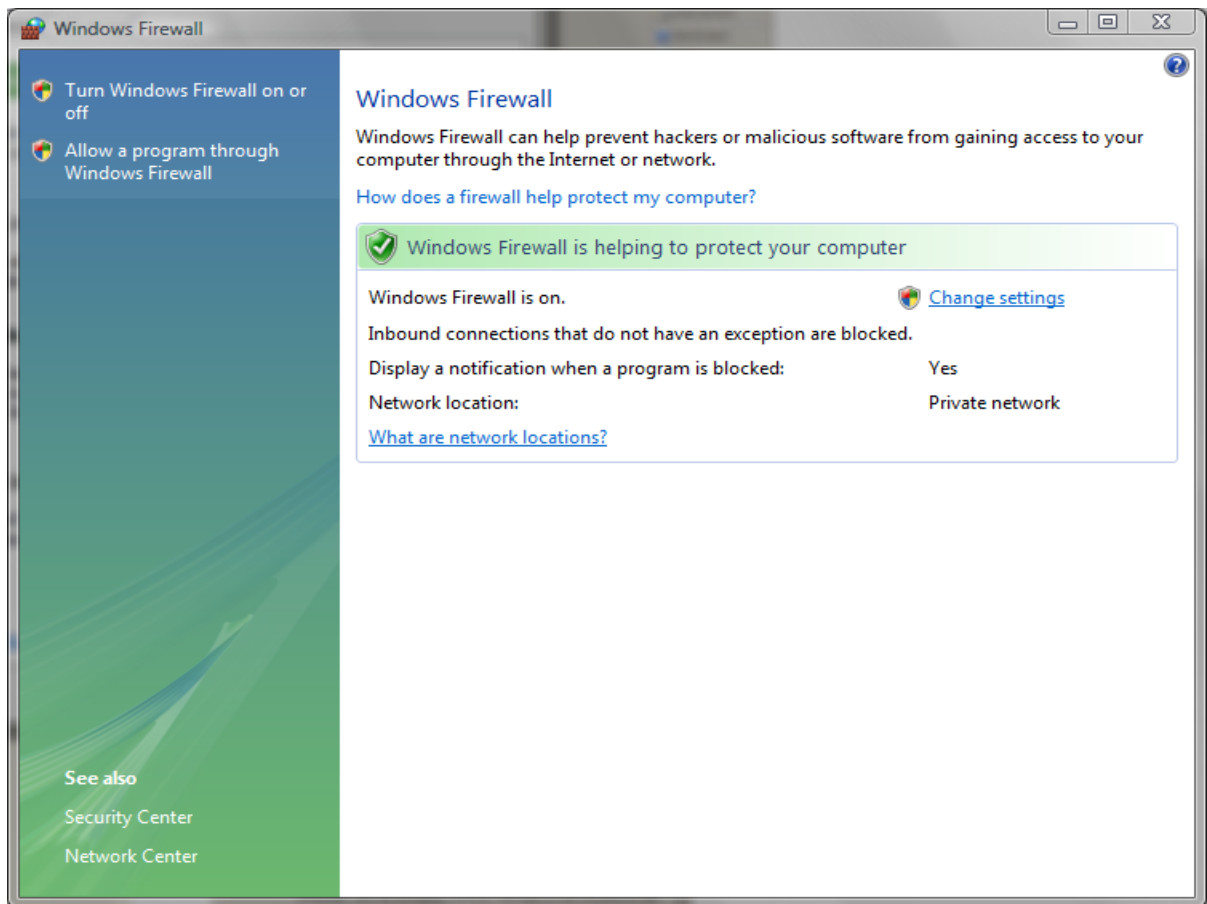 Windows Firewall
Turn Windows Firewall on or
off
Allow a program through
Windows Firewall
See also
Security Center
Network Center
Windows Firewall
Windows Firewall can help prevent hackers or malicious software from gaining access to your
computer through the Internet or network.
How does a firewall help protect my computer?
Windows Firewall is helping to protect your computer
Windows Firewall is on. Change settings
Inbound connections that do not have an exception are blocked.
Display a notification when a program is blocked: Yes
Network location: Private network
What are network locations?